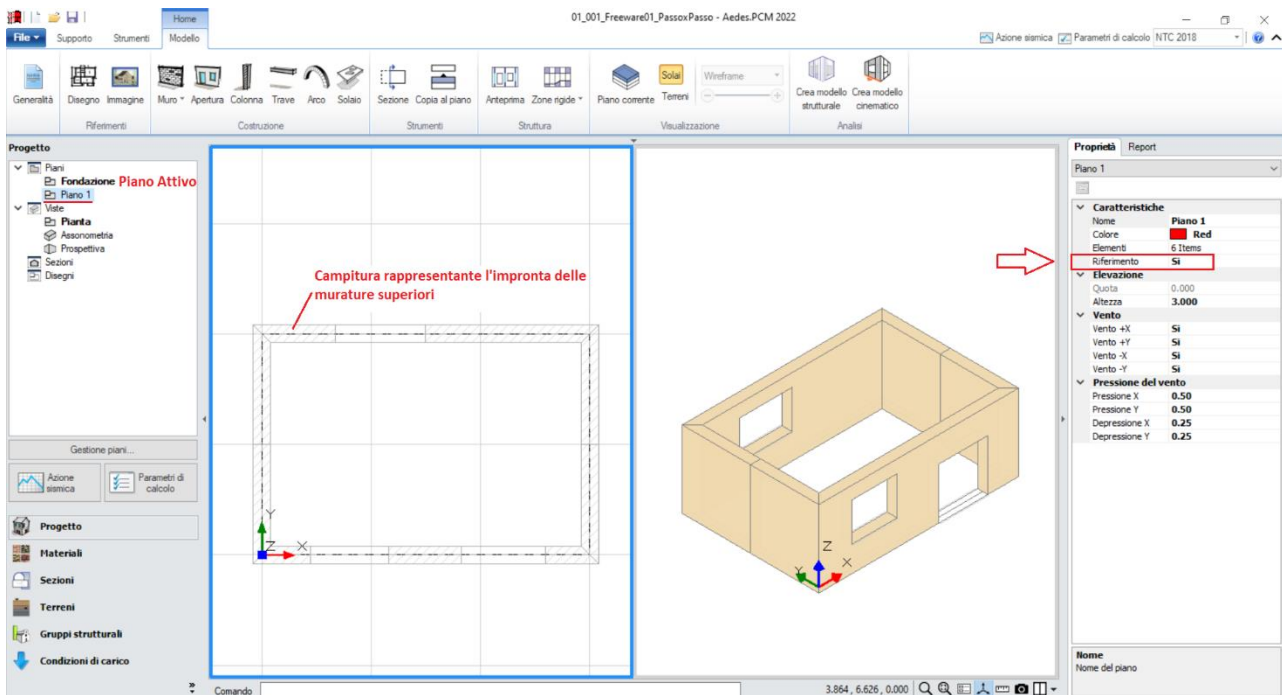 01_001_Freeware01_PassoxPasso - Aedes.PCM 2022
Home
File
Supporto
Strumenti
Modello
Azione sismica
Parametri di calcolo
NTC 2018
Generalità
Disegno
Immagine
Muro
Apertura
Colonna
Trave
Arco
Solaio
Sezione
Copia al piano
Anteprima
Zone rigide
Piano corrente
Solai
Terreni
Wireframe
Crea modello strutturale
Crea modello cinematico
Riferimenti
Costruzione
Strumenti
Struttura
Visualizzazione
Analisi
Progetto
Piani
Fondazione
Piano Attivo
Piano 1
Viste
Pianta
Assonometria
Prospettiva
Sezioni
Disegni
Gestione piani...
Azione sismica
Parametri di calcolo
Progetto
Materiali
Sezioni
Terreni
Gruppi strutturali
Condizioni di carico
Campitura rappresentante l'impronta delle
murature superiori
Y
Z
X
Z
Y
X
Comando
3.864 , 6.626 , 0.000
Proprietà
Report
Piano 1
Caratteristiche
Nome Piano 1
Colore Red
Elementi 6 Items
Riferimento Sì
Elevazione
Quota 0.000
Altezza 3.000
Vento
Vento +X Sì
Vento +Y Sì
Vento -X Sì
Vento -Y Sì
Pressione del vento
Pressione X 0.50
Pressione Y 0.50
Depressione X 0.25
Depressione Y 0.25
Nome
Nome del piano